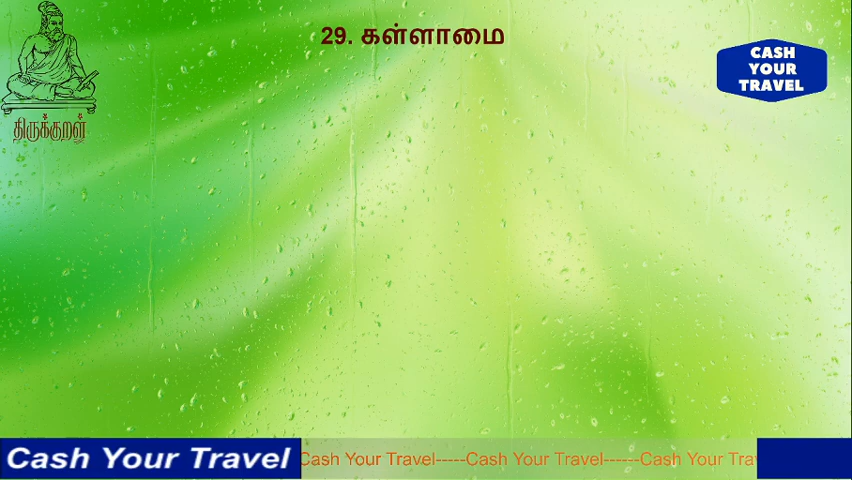 29. கள்ளாமை
திருக்குறள்
CASH
YOUR
TRAVEL
Cash Your Travel
Cash Your Travel-----Cash Your Travel------Cash Your Tra